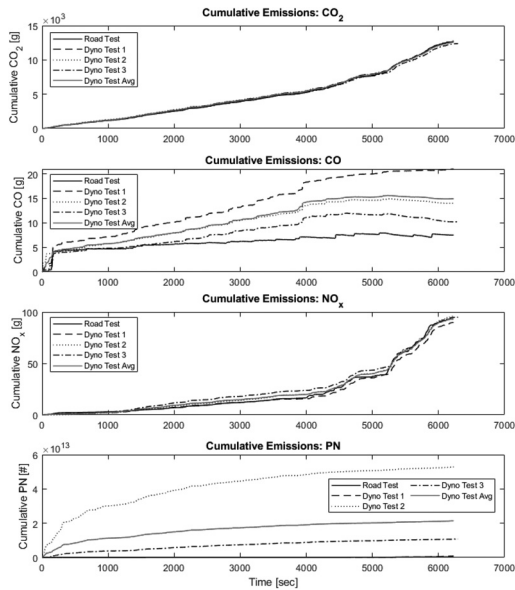 Cumulative Emissions: CO2
× 10^3
Cumulative CO2 [g]
15
10
5
0
Road Test
Dyno Test 1
Dyno Test 2
Dyno Test 3
Dyno Test Avg
0 1000 2000 3000 4000 5000 6000 7000
Cumulative Emissions: CO
Cumulative CO [g]
20
15
10
5
0
Road Test
Dyno Test 1
Dyno Test 2
Dyno Test 3
Dyno Test Avg
0 1000 2000 3000 4000 5000 6000 7000
Cumulative Emissions: NOx
Cumulative NOx [g]
100
50
0
Road Test
Dyno Test 1
Dyno Test 2
Dyno Test 3
Dyno Test Avg
0 1000 2000 3000 4000 5000 6000 7000
Cumulative Emissions: PN
× 10^13
Cumulative PN [#]
6
4
2
0
Road Test
Dyno Test 1
Dyno Test 2
Dyno Test 3
Dyno Test Avg
0 1000 2000 3000 4000 5000 6000 7000
Time [sec]